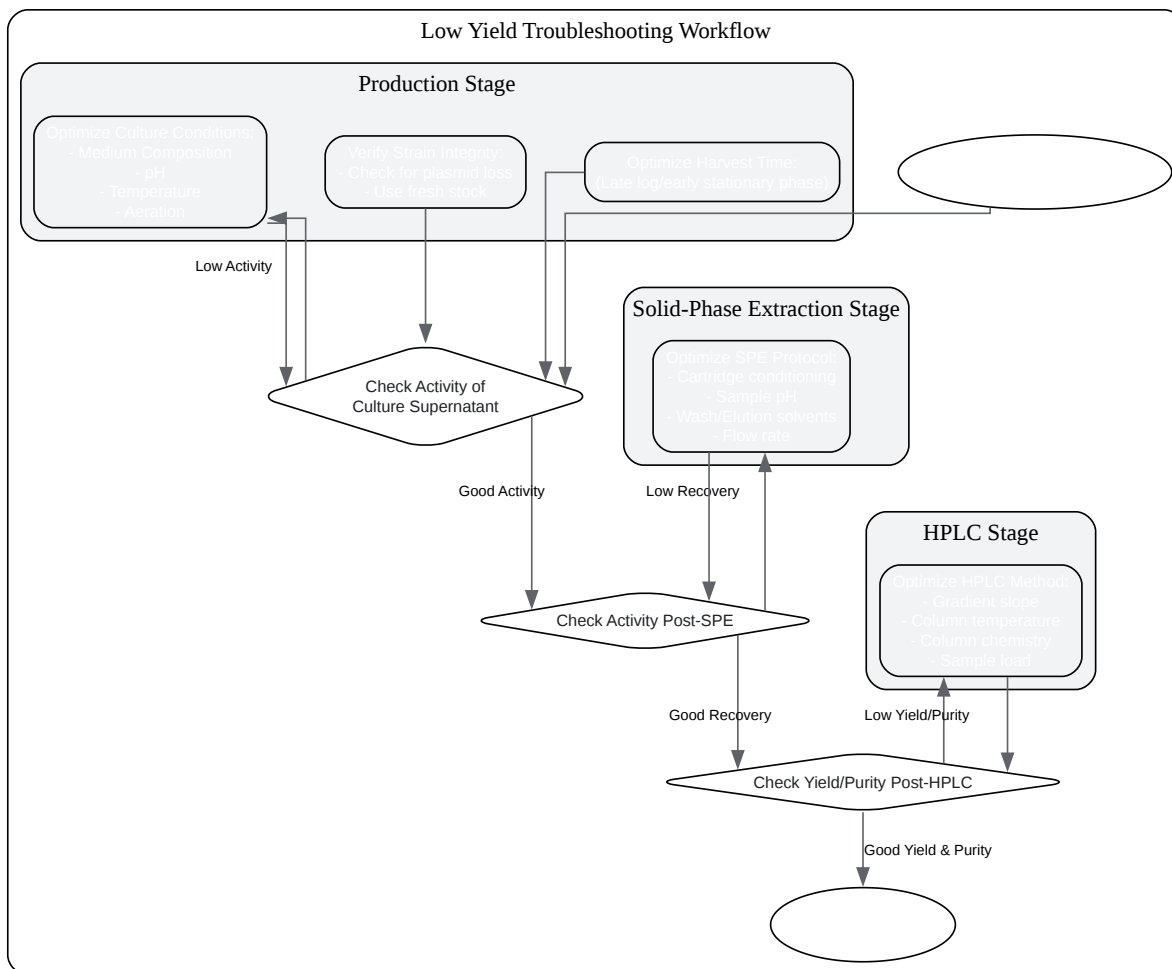 Low Yield Troubleshooting Workflow
Production Stage
Optimize Culture Conditions:
- Medium Composition
- pH
- Temperature
- Aeration
Verify Strain Integrity:
- Check for plasmid loss
- Use fresh stock
Optimize Harvest Time:
(Late log/early stationary phase)
Low Activity
Solid-Phase Extraction Stage
Optimize SPE Protocol:
- Cartridge conditioning
- Sample pH
- Wash/Elution solvents
- Flow rate
Check Activity of
Culture Supernatant
Good Activity
Low Recovery
HPLC Stage
Optimize HPLC Method:
- Gradient slope
- Column temperature
- Column chemistry
- Sample load
Check Activity Post-SPE
Good Recovery
Low Yield/Purity
Check Yield/Purity Post-HPLC
Good Yield & Purity